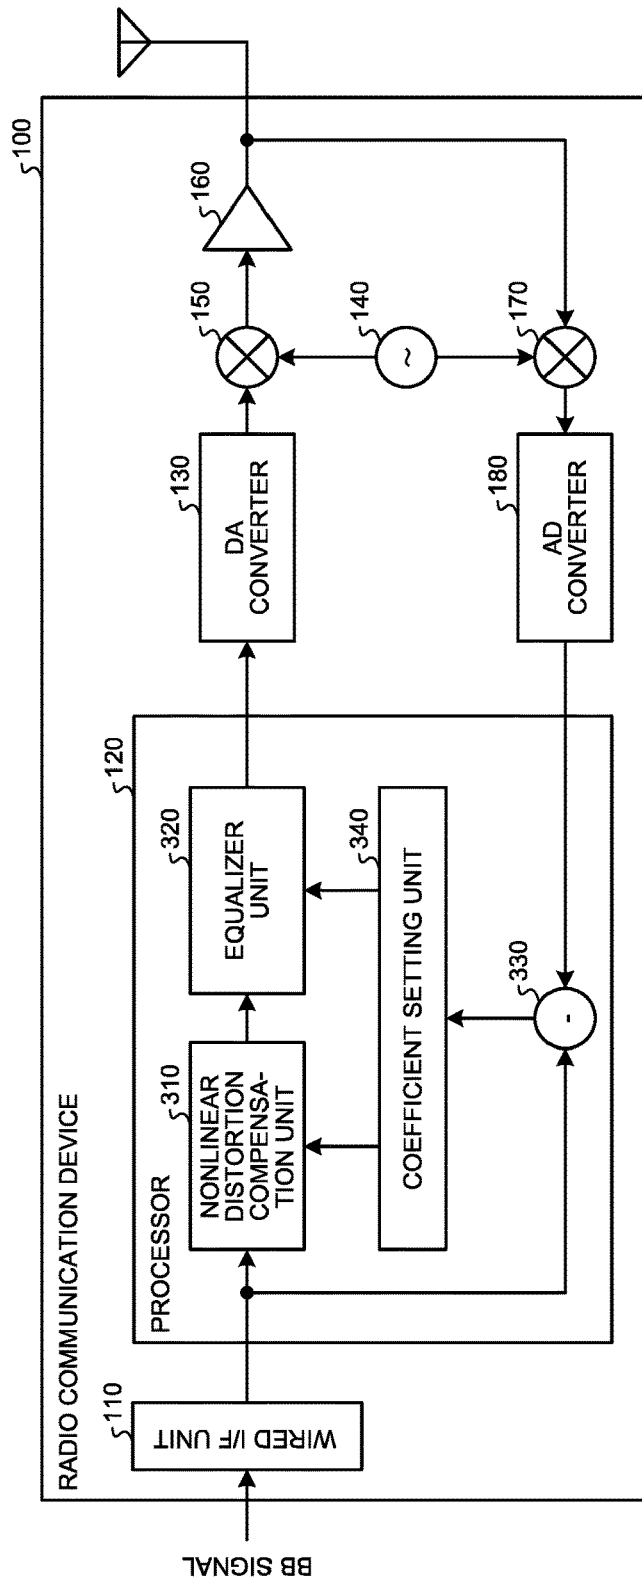 RADIO COMMUNICATION DEVICE
100
BB SIGNAL
110
WIRED I/F UNIT
PROCESSOR
120
310
NONLINEAR
DISTORTION
COMPENSA-
TION UNIT
320
EQUALIZER
UNIT
340
COEFFICIENT SETTING UNIT
330
-
130
DA
CONVERTER
150
160
140
~
170
180
AD
CONVERTER